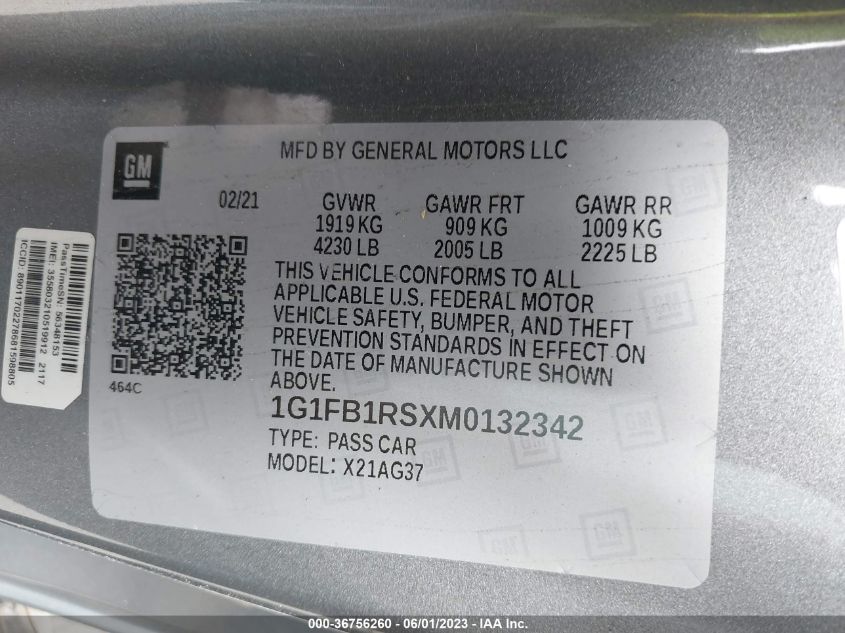 GM
MFD BY GENERAL MOTORS LLC
02/21
GVWR
1919 KG
4230 LB
GAWR FRT
909 KG
2005 LB
GAWR RR
1009 KG
2225 LB
THIS VEHICLE CONFORMS TO ALL
APPLICABLE U.S. FEDERAL MOTOR
VEHICLE SAFETY, BUMPER, AND THEFT
PREVENTION STANDARDS IN EFFECT ON
THE DATE OF MANUFACTURE SHOWN
ABOVE.
464C
1G1FB1RSXM0132342
TYPE: PASS CAR
MODEL: X21AG37
PassTimeSN: 56348153
IMEI: 355803210519912 2117
ICCID: 89011702278681598805
000-36756260 - 06/01/2023 - IAA, Inc.